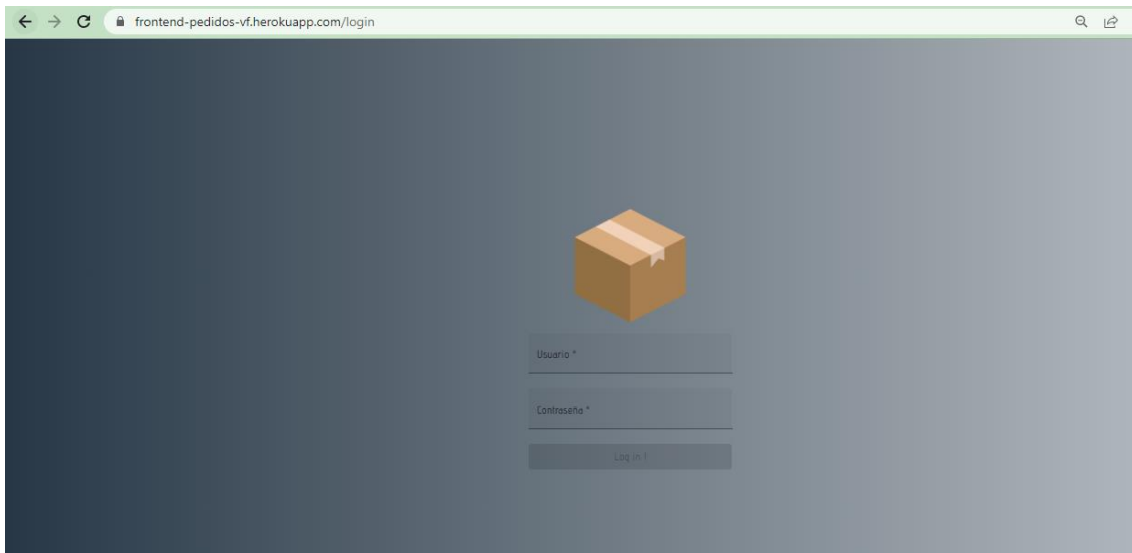 frontend-pedidos-vf.herokuapp.com/login
Usuario *
Contraseña *
Log in !